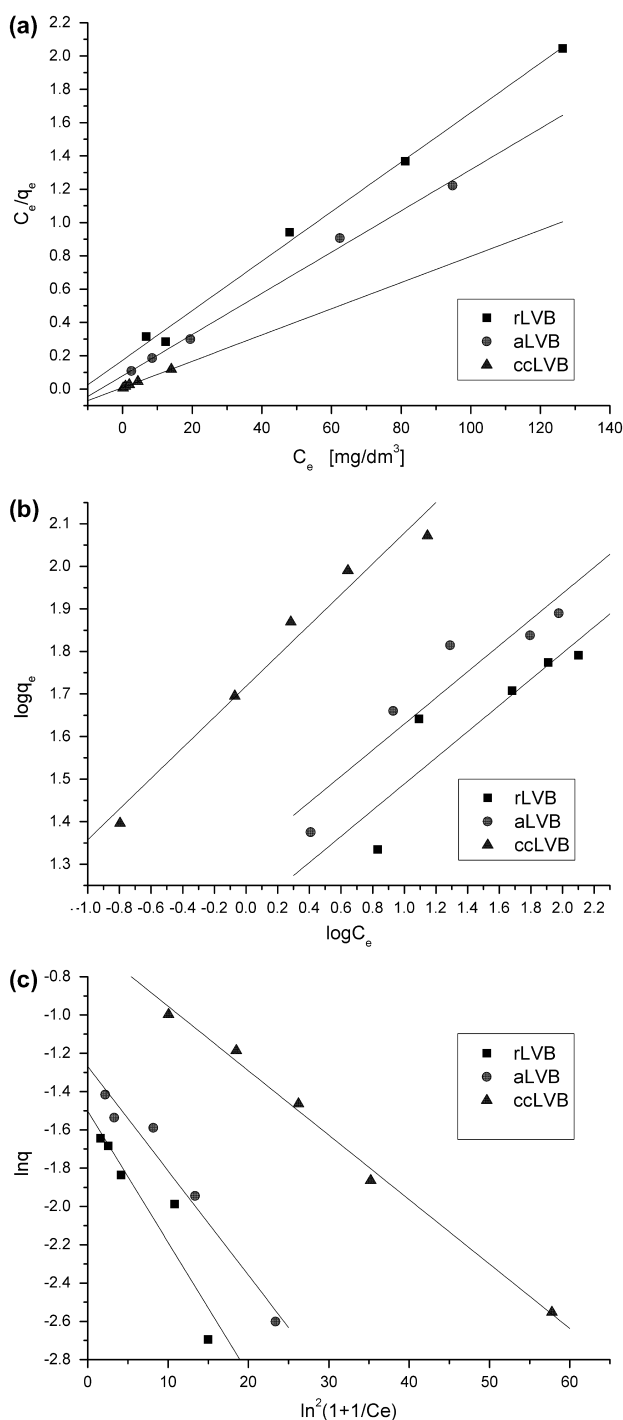 (a)
2.2
2.0
1.8
1.6
1.4
1.2
1.0
0.8
0.6
0.4
0.2
0.0
Ce/qe
rLVB
aLVB
ccLVB
0 20 40 60 80 100 120 140
Ce [mg/dm³]
(b)
2.1
2.0
1.9
1.8
1.7
1.6
1.5
1.4
1.3
logqe
rLVB
aLVB
ccLVB
-1.0 -0.8 -0.6 -0.4 -0.2 0.0 0.2 0.4 0.6 0.8 1.0 1.2 1.4 1.6 1.8 2.0 2.2
logCe
(c)
-0.8
-1.0
-1.2
-1.4
-1.6
-1.8
-2.0
-2.2
-2.4
-2.6
-2.8
lnq
rLVB
aLVB
ccLVB
0 10 20 30 40 50 60
ln²(1+1/Ce)